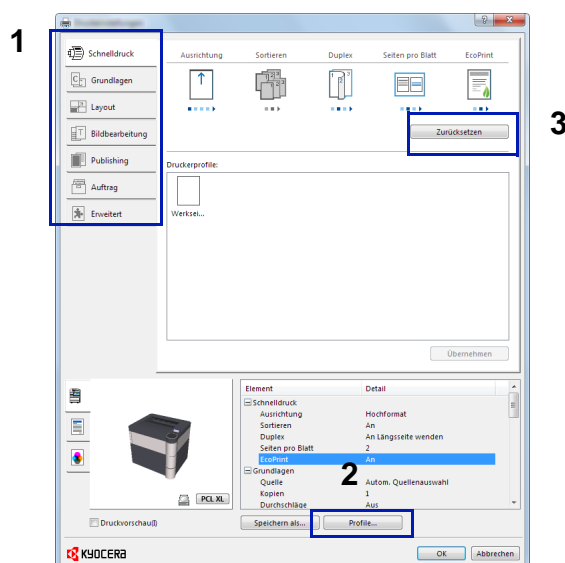 1
Schnelldruck
Grundlagen
Layout
Bildbearbeitung
Publishing
Auftrag
Erweitert
Ausrichtung Sortieren Duplex Seiten pro Blatt EcoPrint
Zurücksetzen
3
Druckerprofile:
Werksei...
Übernehmen
Element Detail
Schnelldruck
Ausrichtung Hochformat
Sortieren An
Duplex An Längsseite wenden
Seiten pro Blatt 2
EcoPrint An
Grundlagen
2
Quelle Autom. Quellenauswahl
Kopien 1
Durchschläge Aus
PCL XL
Druckvorschau(I)
Speichern als... Profile...
KYOCERA
OK Abbrechen